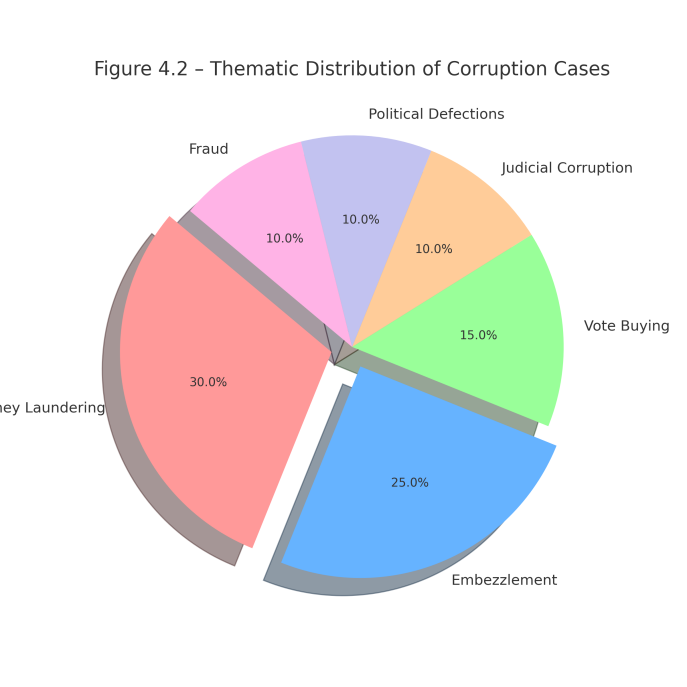 Figure 4.2 – Thematic Distribution of Corruption Cases
Political Defections
Fraud
Judicial Corruption
10.0%
10.0%
10.0%
Vote Buying
15.0%
30.0%
ney Laundering
25.0%
Embezzlement